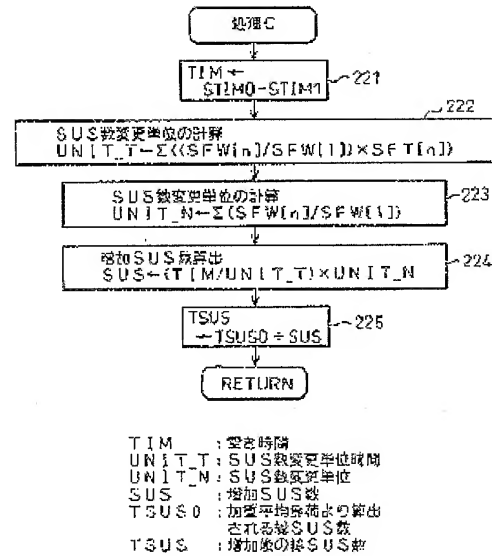 処理C
TIM←
STIM0-STIM1
221
222
SUS数変更単位の計算
UNIT_T←Σ((SFW[n]/SFW[1])×SFT[n])
SUS数変更単位の計算
UNIT_N←Σ(SFW[n]/SFW[1])
223
増加SUS数算出
SUS←(TIM/UNIT_T)×UNIT_N
224
TSUS
←TSUS0+SUS
225
RETURN
TIM :空き時間
UNIT_T:SUS数変更単位時間
UNIT_N:SUS数変更単位
SUS :増加SUS数
TSUS0 :加重平均負荷より算出
される総SUS数
TSUS :増加後の総SUS数